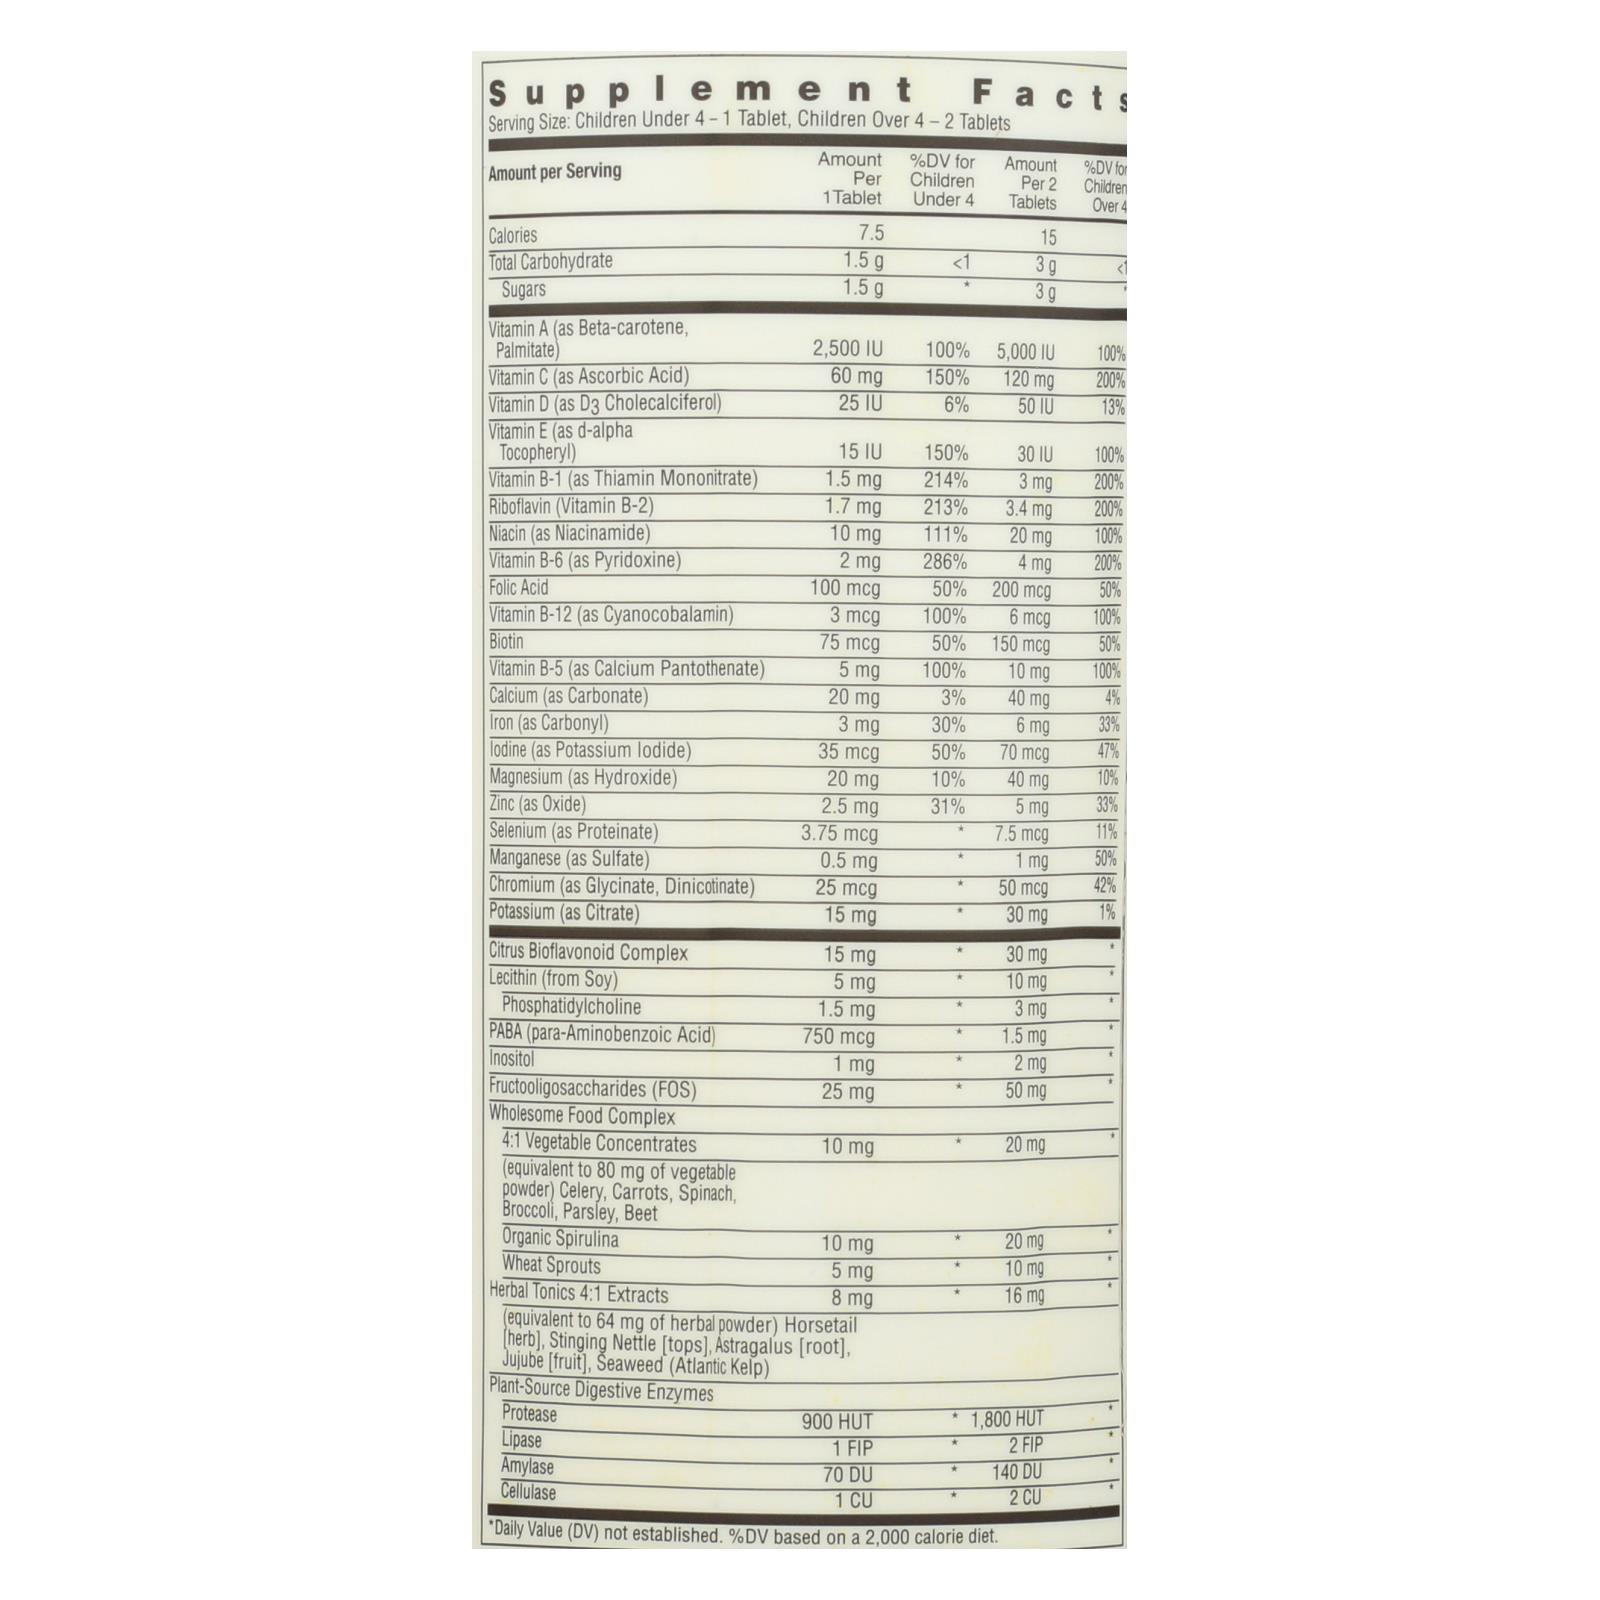 Supplement Facts
Serving Size: Children Under 4 – 1 Tablet, Children Over 4 – 2 Tablets
Amount per Serving Amount Per 1 Tablet %DV for Children Under 4 Amount Per 2 Tablets %DV for Children Over 4
Calories 7.5 15
Total Carbohydrate 1.5 g <1 3 g <1
Sugars 1.5 g * 3 g *
Vitamin A (as Beta-carotene,
Palmitate) 2,500 IU 100% 5,000 IU 100%
Vitamin C (as Ascorbic Acid) 60 mg 150% 120 mg 200%
Vitamin D (as D3 Cholecalciferol) 25 IU 6% 50 IU 13%
Vitamin E (as d-alpha
Tocopheryl) 15 IU 150% 30 IU 100%
Vitamin B-1 (as Thiamin Mononitrate) 1.5 mg 214% 3 mg 200%
Riboflavin (Vitamin B-2) 1.7 mg 213% 3.4 mg 200%
Niacin (as Niacinamide) 10 mg 111% 20 mg 100%
Vitamin B-6 (as Pyridoxine) 2 mg 286% 4 mg 200%
Folic Acid 100 mcg 50% 200 mcg 50%
Vitamin B-12 (as Cyanocobalamin) 3 mcg 100% 6 mcg 100%
Biotin 75 mcg 50% 150 mcg 50%
Vitamin B-5 (as Calcium Pantothenate) 5 mg 100% 10 mg 100%
Calcium (as Carbonate) 20 mg 3% 40 mg 4%
Iron (as Carbonyl) 3 mg 30% 6 mg 33%
Iodine (as Potassium Iodide) 35 mcg 50% 70 mcg 47%
Magnesium (as Hydroxide) 20 mg 10% 40 mg 10%
Zinc (as Oxide) 2.5 mg 31% 5 mg 33%
Selenium (as Proteinate) 3.75 mcg * 7.5 mcg 11%
Manganese (as Sulfate) 0.5 mg * 1 mg 50%
Chromium (as Glycinate, Dinicotinate) 25 mcg * 50 mcg 42%
Potassium (as Citrate) 15 mg * 30 mg 1%
Citrus Bioflavonoid Complex 15 mg * 30 mg *
Lecithin (from Soy) 5 mg * 10 mg *
Phosphatidylcholine 1.5 mg * 3 mg *
PABA (para-Aminobenzoic Acid) 750 mcg * 1.5 mg *
Inositol 1 mg * 2 mg *
Fructooligosaccharides (FOS) 25 mg * 50 mg *
Wholesome Food Complex
4:1 Vegetable Concentrates 10 mg * 20 mg *
(equivalent to 80 mg of vegetable
powder) Celery, Carrots, Spinach,
Broccoli, Parsley, Beet
Organic Spirulina 10 mg * 20 mg *
Wheat Sprouts 5 mg * 10 mg *
Herbal Tonics 4:1 Extracts 8 mg * 16 mg *
(equivalent to 64 mg of herbal powder) Horsetail
[herb], Stinging Nettle [tops], Astragalus [root],
Jujube [fruit], Seaweed (Atlantic Kelp)
Plant-Source Digestive Enzymes
Protease 900 HUT * 1,800 HUT *
Lipase 1 FIP * 2 FIP *
Amylase 70 DU * 140 DU *
Cellulase 1 CU * 2 CU *
*Daily Value (DV) not established. %DV based on a 2,000 calorie diet.